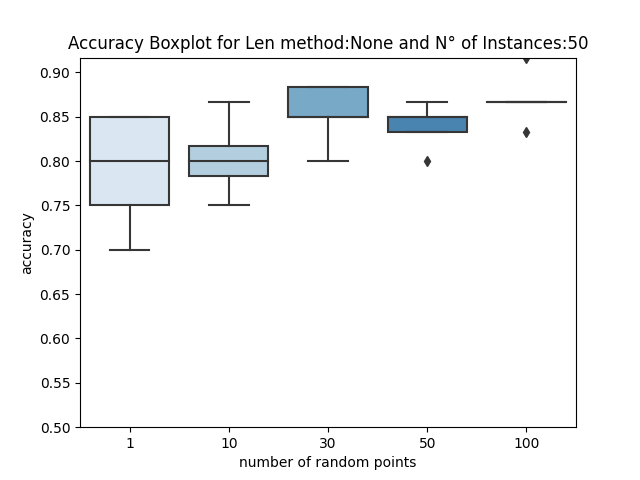 Accuracy Boxplot for Len method:None and N° of Instances:50
0.90
0.85
0.80
0.75
0.70
0.65
0.60
0.55
0.50
accuracy
1 10 30 50 100
number of random points